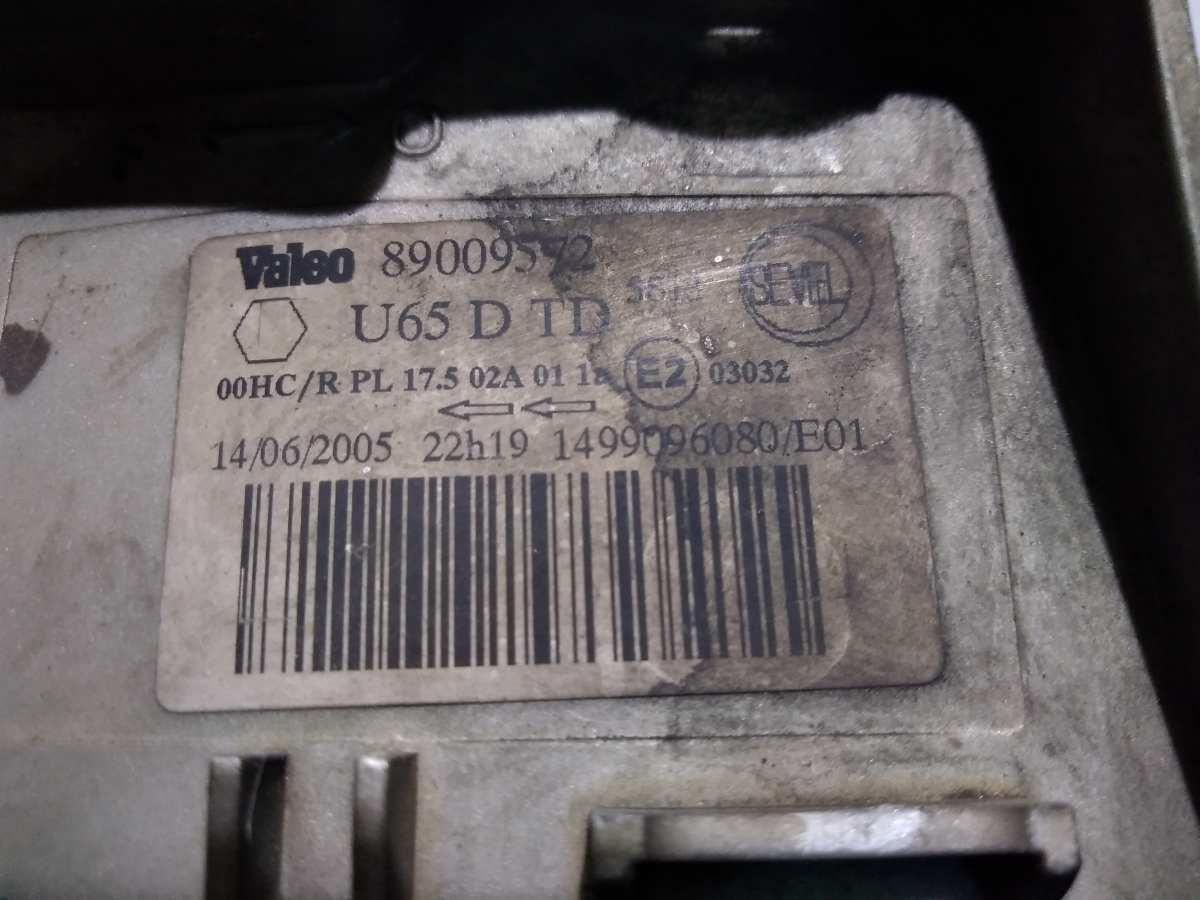 Valeo 89009572
U65 D TD
SEVEL
00HC/R PL 17.5 02A 01 1a E2 03032
14/06/2005 22h19 1499096080/E01